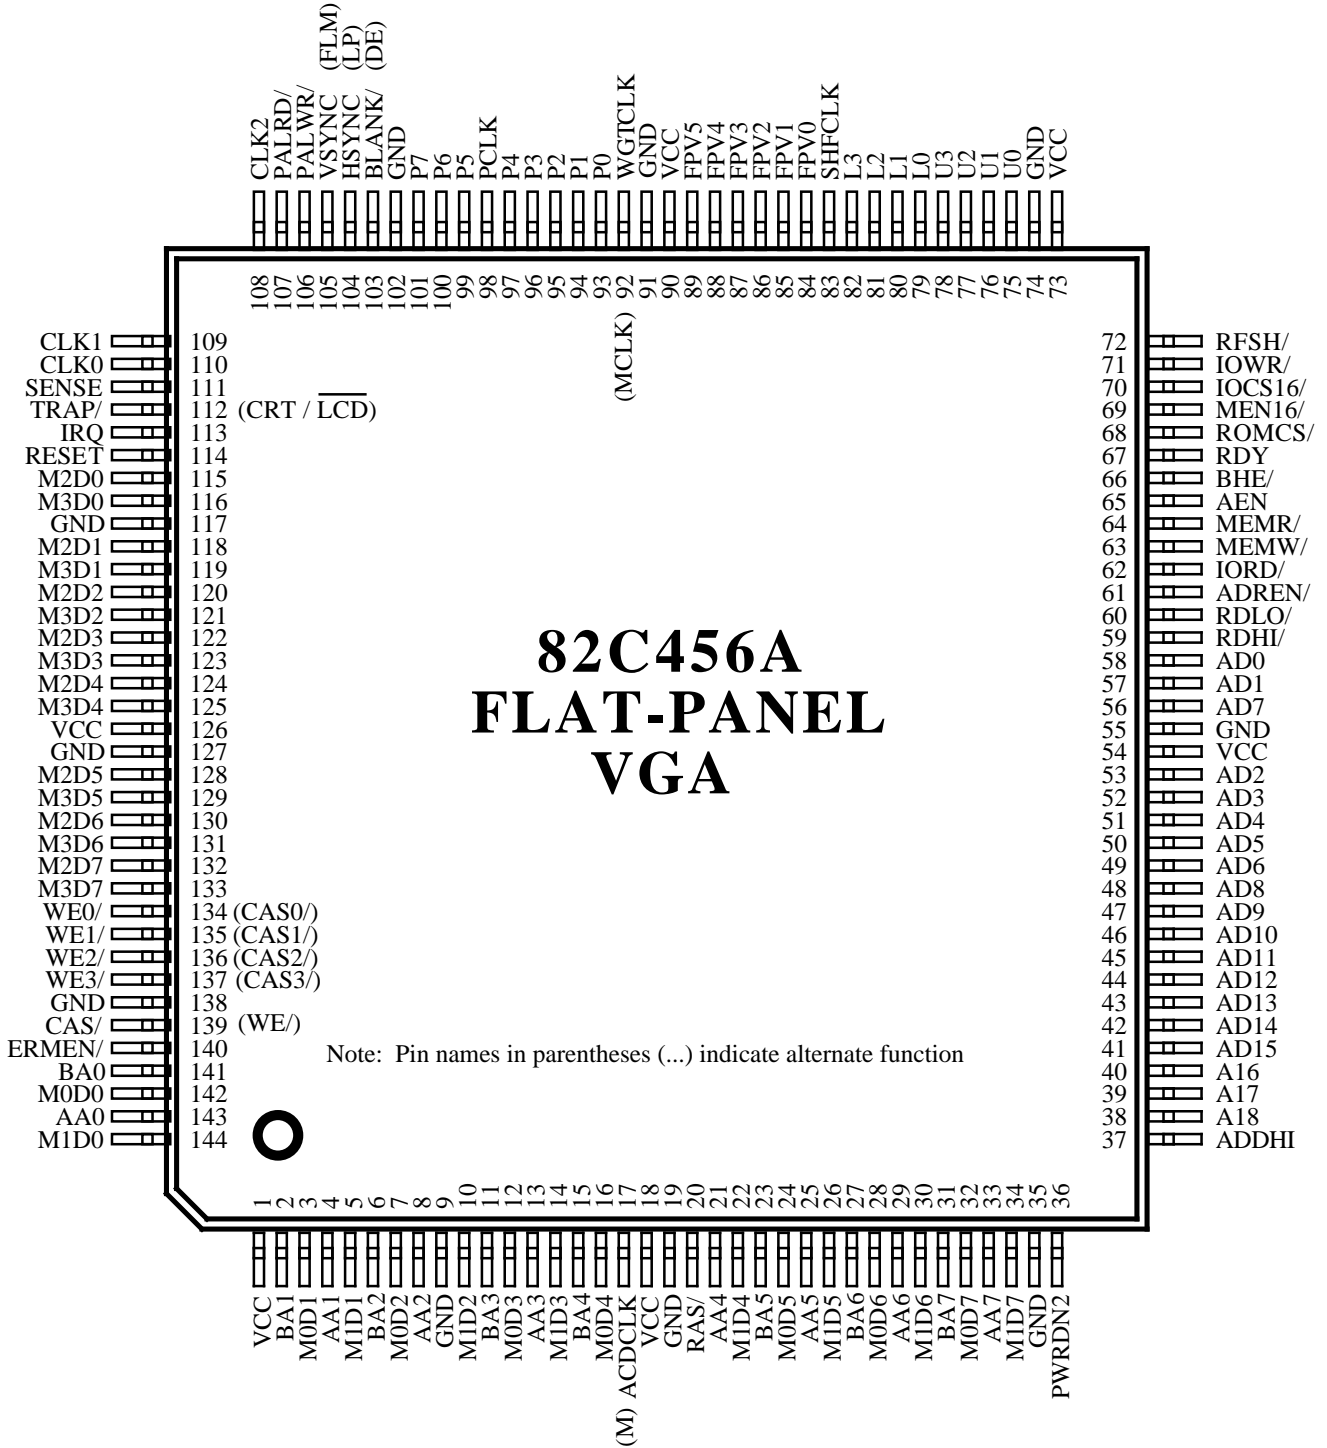 CLK2
PALRD/
PALWR/
VSYNC (FLM)
HSYNC (LP)
BLANK/ (DE)
GND
P7
P6
P5
PCLK
P4
P3
P2
P1
P0
WGTCLK
GND
VCC
FPV5
FPV4
FPV3
FPV2
FPV1
FPV0
SHFCLK
L3
L2
L1
L0
U3
U2
U1
U0
GND
VCC
108 107 106 105 104 103 102 101 100 99 98 97 96 95 94 93 92 91 90 89 88 87 86 85 84 83 82 81 80 79 78 77 76 75 74 73
(MCLK)
CLK1 109
CLK0 110
SENSE 111
TRAP/ 112 (CRT / LCD)
IRQ 113
RESET 114
M2D0 115
M3D0 116
GND 117
M2D1 118
M3D1 119
M2D2 120
M3D2 121
M2D3 122
M3D3 123
M2D4 124
M3D4 125
VCC 126
GND 127
M2D5 128
M3D5 129
M2D6 130
M3D6 131
M2D7 132
M3D7 133
WE0/ 134 (CAS0/)
WE1/ 135 (CAS1/)
WE2/ 136 (CAS2/)
WE3/ 137 (CAS3/)
GND 138
CAS/ 139 (WE/)
ERMEN/ 140
BA0 141
M0D0 142
AA0 143
M1D0 144
82C456A
FLAT-PANEL
VGA
Note: Pin names in parentheses (...) indicate alternate function
72 RFSH/
71 IOWR/
70 IOCS16/
69 MEN16/
68 ROMCS/
67 RDY
66 BHE/
65 AEN
64 MEMR/
63 MEMW/
62 IORD/
61 ADREN/
60 RDLO/
59 RDHI/
58 AD0
57 AD1
56 AD7
55 GND
54 VCC
53 AD2
52 AD3
51 AD4
50 AD5
49 AD6
48 AD8
47 AD9
46 AD10
45 AD11
44 AD12
43 AD13
42 AD14
41 AD15
40 A16
39 A17
38 A18
37 ADDHI
1 2 3 4 5 6 7 8 9 10 11 12 13 14 15 16 17 18 19 20 21 22 23 24 25 26 27 28 29 30 31 32 33 34 35 36
VCC
BA1
M0D1
AA1
M1D1
BA2
M0D2
AA2
GND
M1D2
BA3
M0D3
AA3
M1D3
BA4
M0D4
(M) ACDCLK
VCC
GND
RAS/
AA4
M1D4
BA5
M0D5
AA5
M1D5
BA6
M0D6
AA6
M1D6
BA7
M0D7
AA7
M1D7
GND
PWRDN2